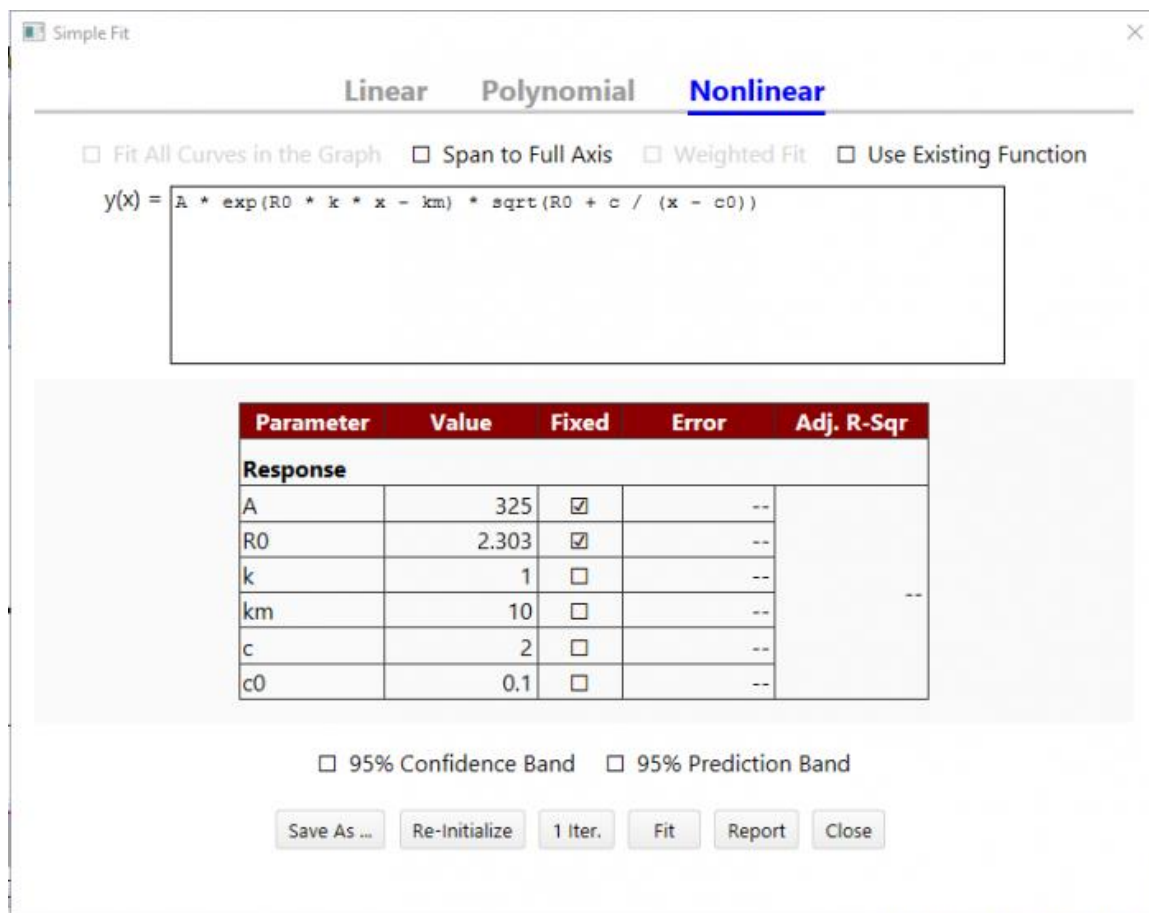 Simple Fit
Linear Polynomial Nonlinear
☐ Fit All Curves in the Graph ☐ Span to Full Axis ☐ Weighted Fit ☐ Use Existing Function
y(x) = A * exp(R0 * k * x - km) * sqrt(R0 + c / (x - c0))
Parameter Value Fixed Error Adj. R-Sqr
Response
A 325 ☑ --
R0 2.303 ☑ --
k 1 ☐ --
km 10 ☐ -- --
c 2 ☐ --
c0 0.1 ☐ --
☐ 95% Confidence Band ☐ 95% Prediction Band
Save As ... Re-Initialize 1 Iter. Fit Report Close